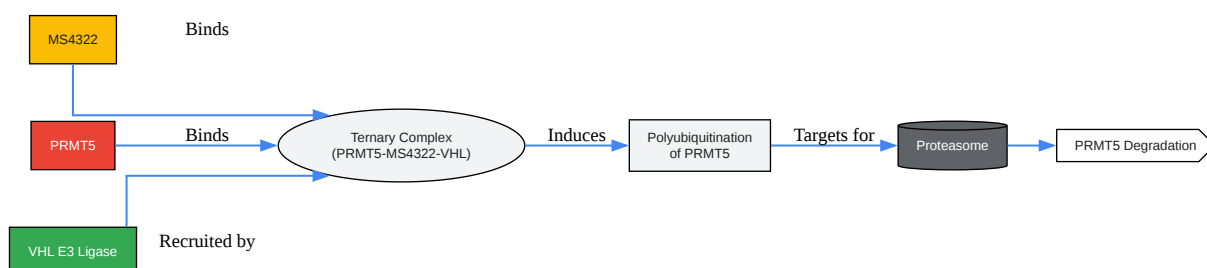 MS4322
Binds
PRMT5
Binds
Ternary Complex
(PRMT5-MS4322-VHL)
Induces
Polyubiquitination
of PRMT5
Targets for
Proteasome
PRMT5 Degradation
VHL E3 Ligase
Recruited by